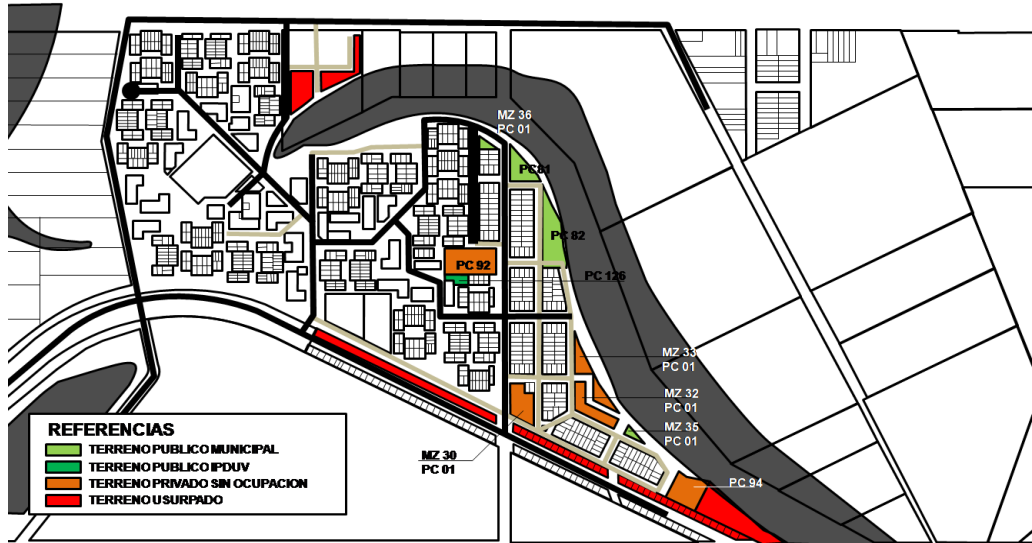 MZ 36
PC 01
PC81
PC 82
PC 92
PC 126
MZ 33
PC 01
MZ 32
PC 01
MZ 35
PC 01
MZ 30
PC 01
PC 94
REFERENCIAS
TERRENO PUBLICO MUNICIPAL
TERRENO PUBLICO IPDUV
TERRENO PRIVADO SIN OCUPACION
TERRENO USURPADO